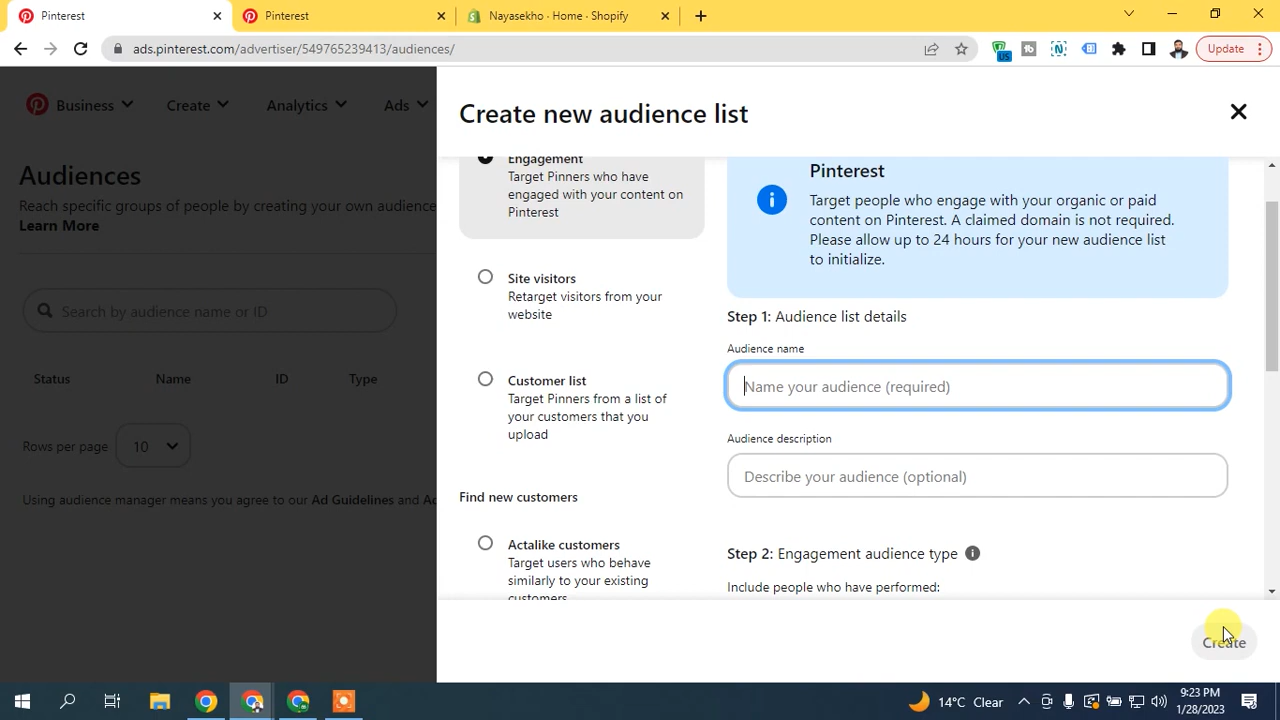 Pinterest
Pinterest
Nayasekho · Home · Shopify
ads.pinterest.com/advertiser/549765239413/audiences/
US
Update
Business
Create
Analytics
Ads
Audiences
Reach specific groups of people by creating your own audience
Learn More
Search by audience name or ID
Status Name ID Type
Rows per page 10
Using audience manager means you agree to our Ad Guidelines and Ad
Create new audience list
Engagement
Target Pinners who have
engaged with your content on
Pinterest
Site visitors
Retarget visitors from your
website
Customer list
Target Pinners from a list of
your customers that you
upload
Find new customers
Actalike customers
Target users who behave
similarly to your existing
customers
Pinterest
Target people who engage with your organic or paid
content on Pinterest. A claimed domain is not required.
Please allow up to 24 hours for your new audience list
to initialize.
Step 1: Audience list details
Audience name
Name your audience (required)
Audience description
Describe your audience (optional)
Step 2: Engagement audience type
Include people who have performed:
Create
14°C Clear
9:23 PM
1/28/2023